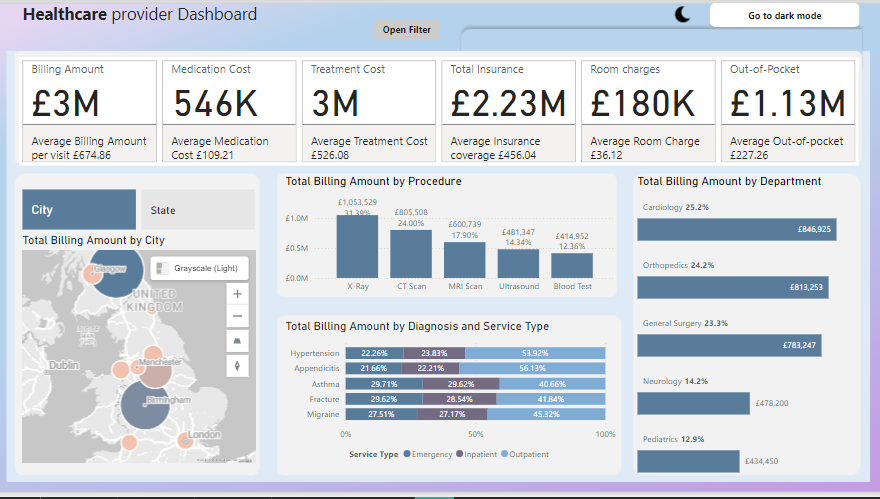 Healthcare provider Dashboard
Open Filter
Go to dark mode
Billing Amount
£3M
Average Billing Amount
per visit £674.86
Medication Cost
546K
Average Medication
Cost £109.21
Treatment Cost
3M
Average Treatment Cost
£526.08
Total Insurance
£2.23M
Average Insurance
coverage £456.04
Room charges
£180K
Average Room Charge
£36.12
Out-of-Pocket
£1.13M
Average Out-of-pocket
£227.26
City
State
Total Billing Amount by City
Grayscale (Light)
Glasgow
UNITED
KINGDOM
Dublin
Manchester
Birmingham
London
Total Billing Amount by Procedure
£1.0M
£0.5M
£0.0M
£1,053,529
31.39%
£805,508
24.00%
£600,739
17.90%
£481,347
14.34%
£414,952
12.36%
X-Ray
CT Scan
MRI Scan
Ultrasound
Blood Test
Total Billing Amount by Diagnosis and Service Type
Hypertension 22.26% 23.83% 53.92%
Appendicitis 21.66% 22.21% 56.13%
Asthma 29.71% 29.62% 40.66%
Fracture 29.62% 28.54% 41.84%
Migraine 27.51% 27.17% 45.32%
0% 50% 100%
Service Type Emergency Inpatient Outpatient
Total Billing Amount by Department
Cardiology 25.2%
£846,925
Orthopedics 24.2%
£813,253
General Surgery 23.3%
£783,247
Neurology 14.2%
£478,200
Pediatrics 12.9%
£434,450